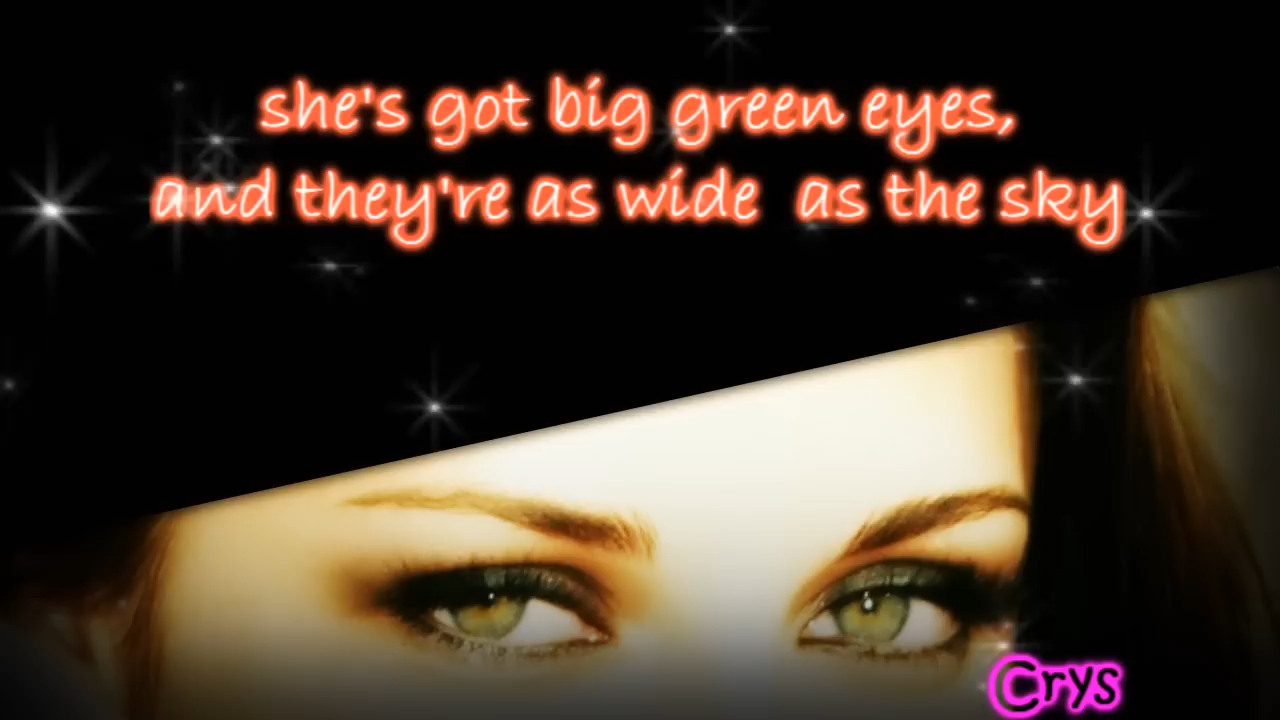 she's got big green eyes,
and they're as wide  as the sky
Crys